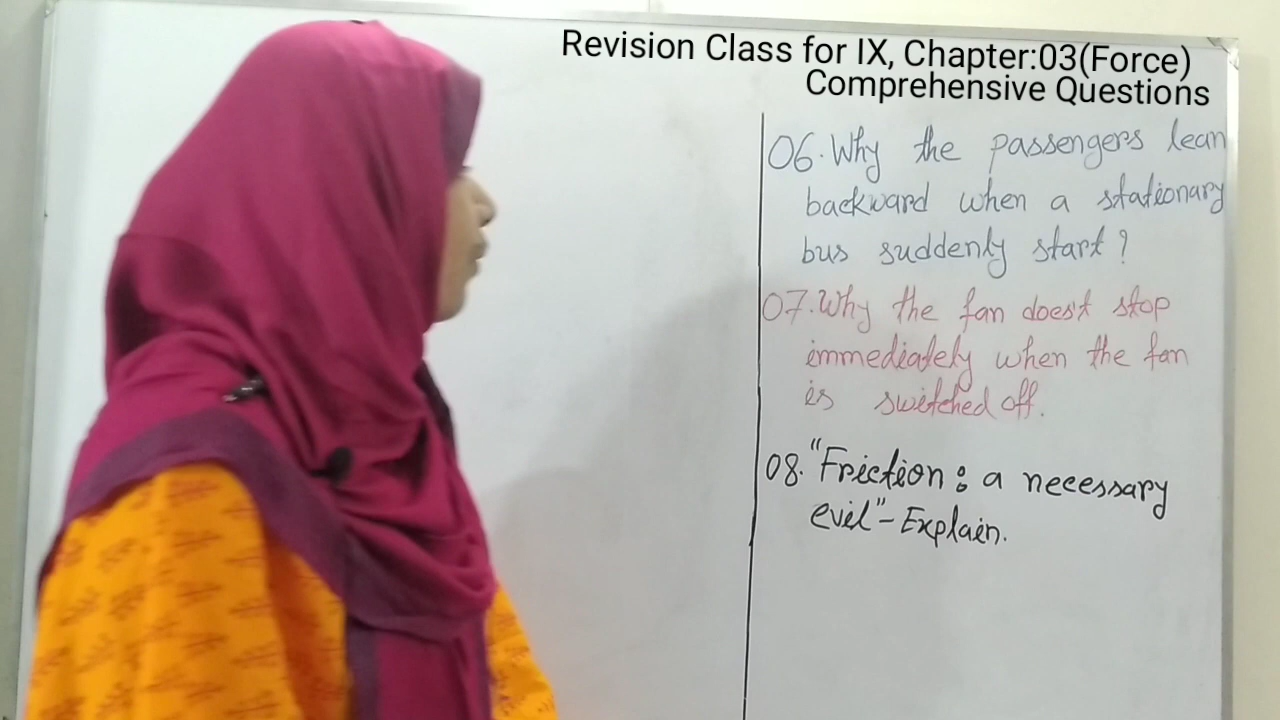 Revision Class for IX, Chapter:03(Force)
Comprehensive Questions
06. Why the passengers lean
backward when a stationary
bus suddenly start?
07. Why the fan does't stop
immediately when the fan
is switched off.
08. "Friction: a necessary
evil" - Explain.